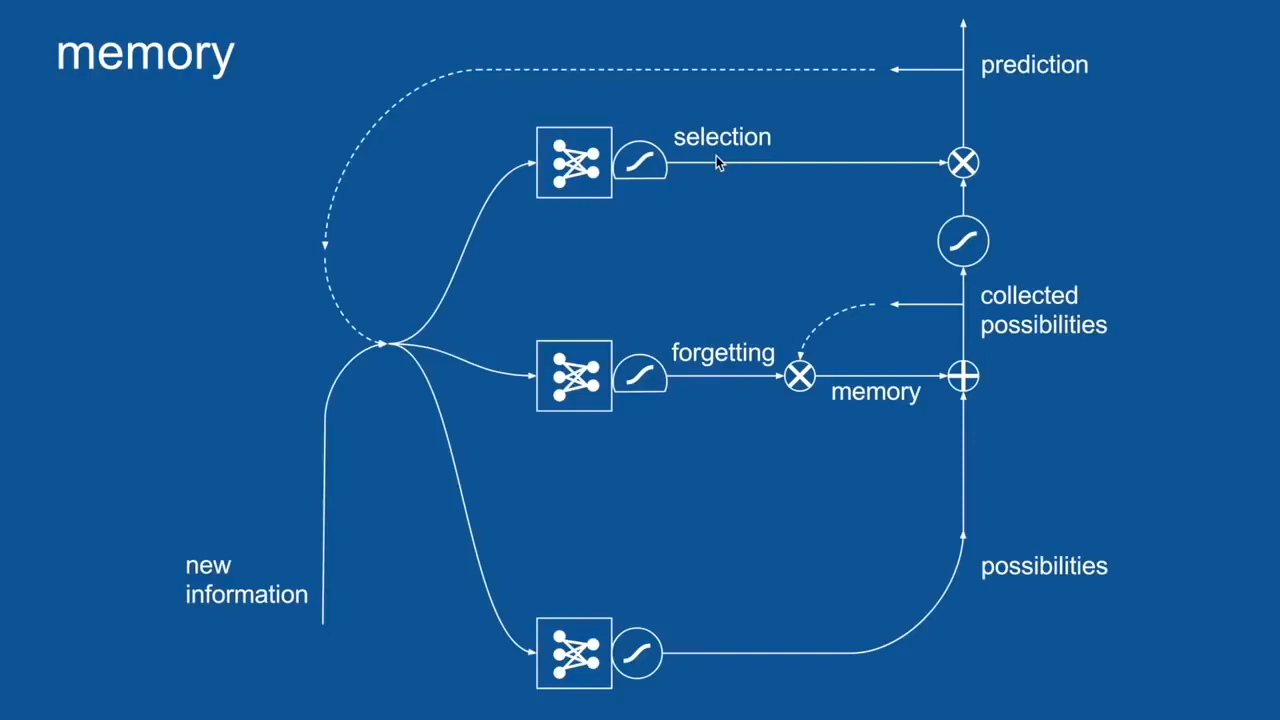 memory
prediction
selection
collected
possibilities
forgetting
memory
new
information
possibilities